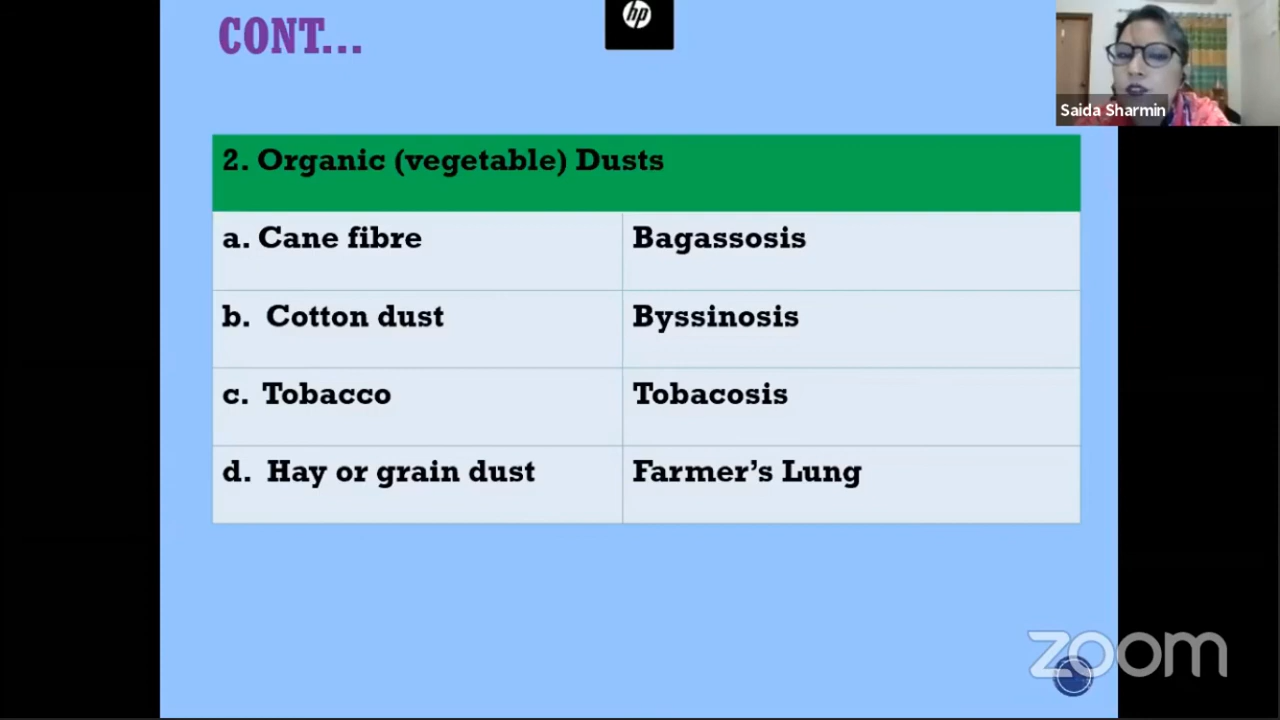 CONT...
hp
Saida Sharmin
2. Organic (vegetable) Dusts
a. Cane fibre Bagassosis
b. Cotton dust Byssinosis
c. Tobacco Tobacosis
d. Hay or grain dust Farmer’s Lung
zoom